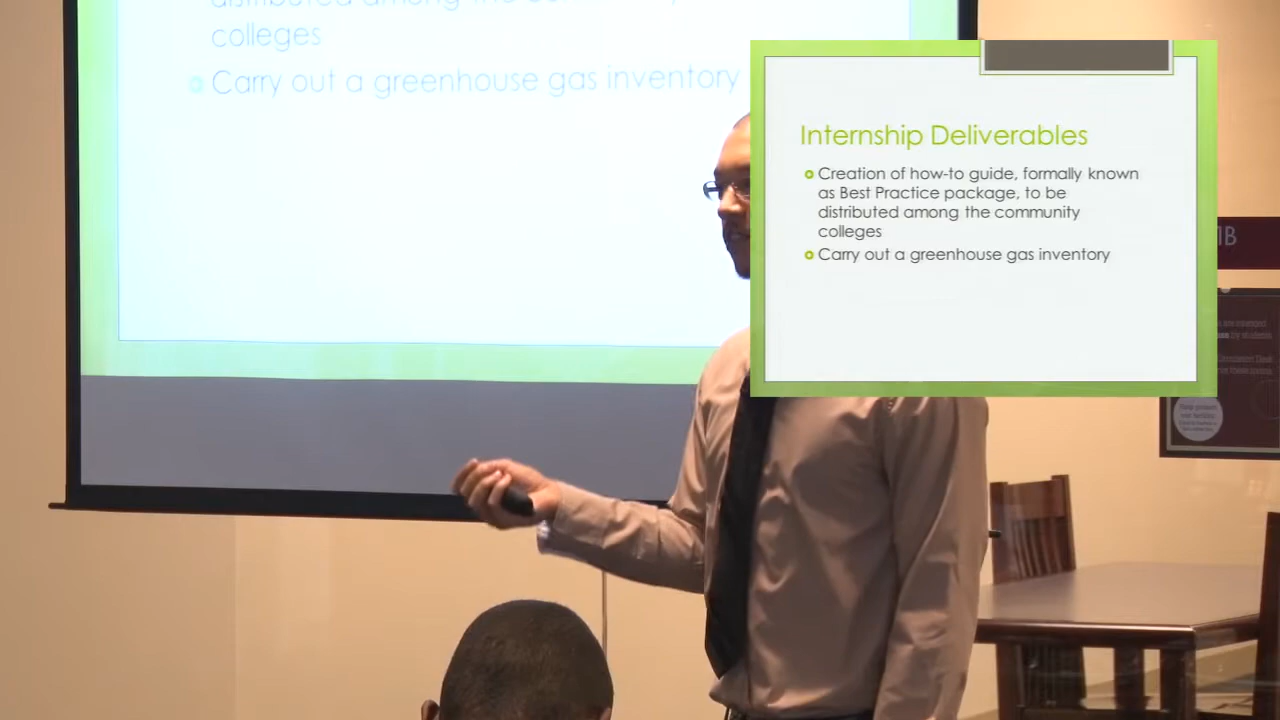 distributed among the community
colleges
Carry out a greenhouse gas inventory
Internship Deliverables
Creation of how-to guide, formally known
as Best Practice package, to be
distributed among the community
colleges
Carry out a greenhouse gas inventory